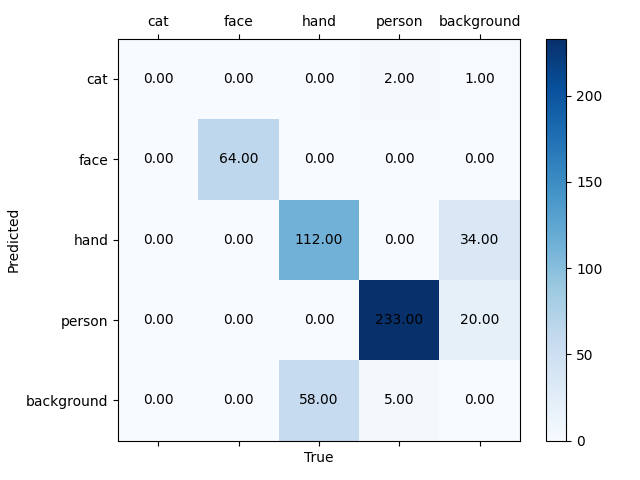 cat face hand person background
cat 0.00 0.00 0.00 2.00 1.00
face 0.00 64.00 0.00 0.00 0.00
hand 0.00 0.00 112.00 0.00 34.00
person 0.00 0.00 0.00 233.00 20.00
background 0.00 0.00 58.00 5.00 0.00
Predicted
True
200
150
100
50
0